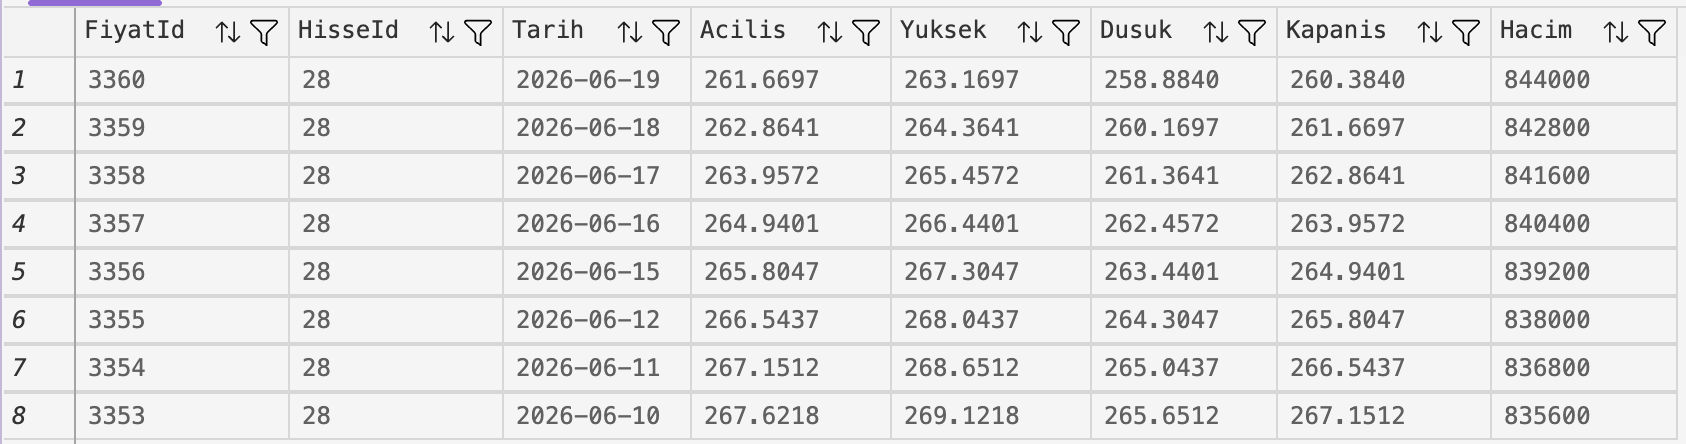 FiyatId HisseId Tarih Acilis Yuksek Dusuk Kapanis Hacim
1 3360 28 2026-06-19 261.6697 263.1697 258.8840 260.3840 844000
2 3359 28 2026-06-18 262.8641 264.3641 260.1697 261.6697 842800
3 3358 28 2026-06-17 263.9572 265.4572 261.3641 262.8641 841600
4 3357 28 2026-06-16 264.9401 266.4401 262.4572 263.9572 840400
5 3356 28 2026-06-15 265.8047 267.3047 263.4401 264.9401 839200
6 3355 28 2026-06-12 266.5437 268.0437 264.3047 265.8047 838000
7 3354 28 2026-06-11 267.1512 268.6512 265.0437 266.5437 836800
8 3353 28 2026-06-10 267.6218 269.1218 265.6512 267.1512 835600